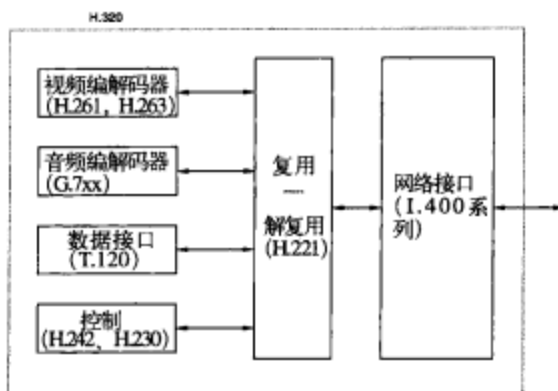 H.320
视频编解码器
(H.261, H.263)
音频编解码器
(G.7xx)
数据接口
(T.120)
控制
(H.242, H.230)
复用
—
解复用
(H.221)
网络接口
(I.400系
列)